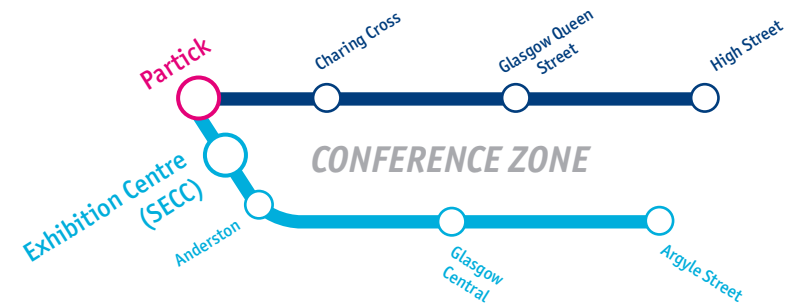 Partick
Charing Cross
Glasgow Queen
Street
High Street
CONFERENCE ZONE
Exhibition Centre
(SECC)
Anderston
Glasgow
Central
Argyle Street